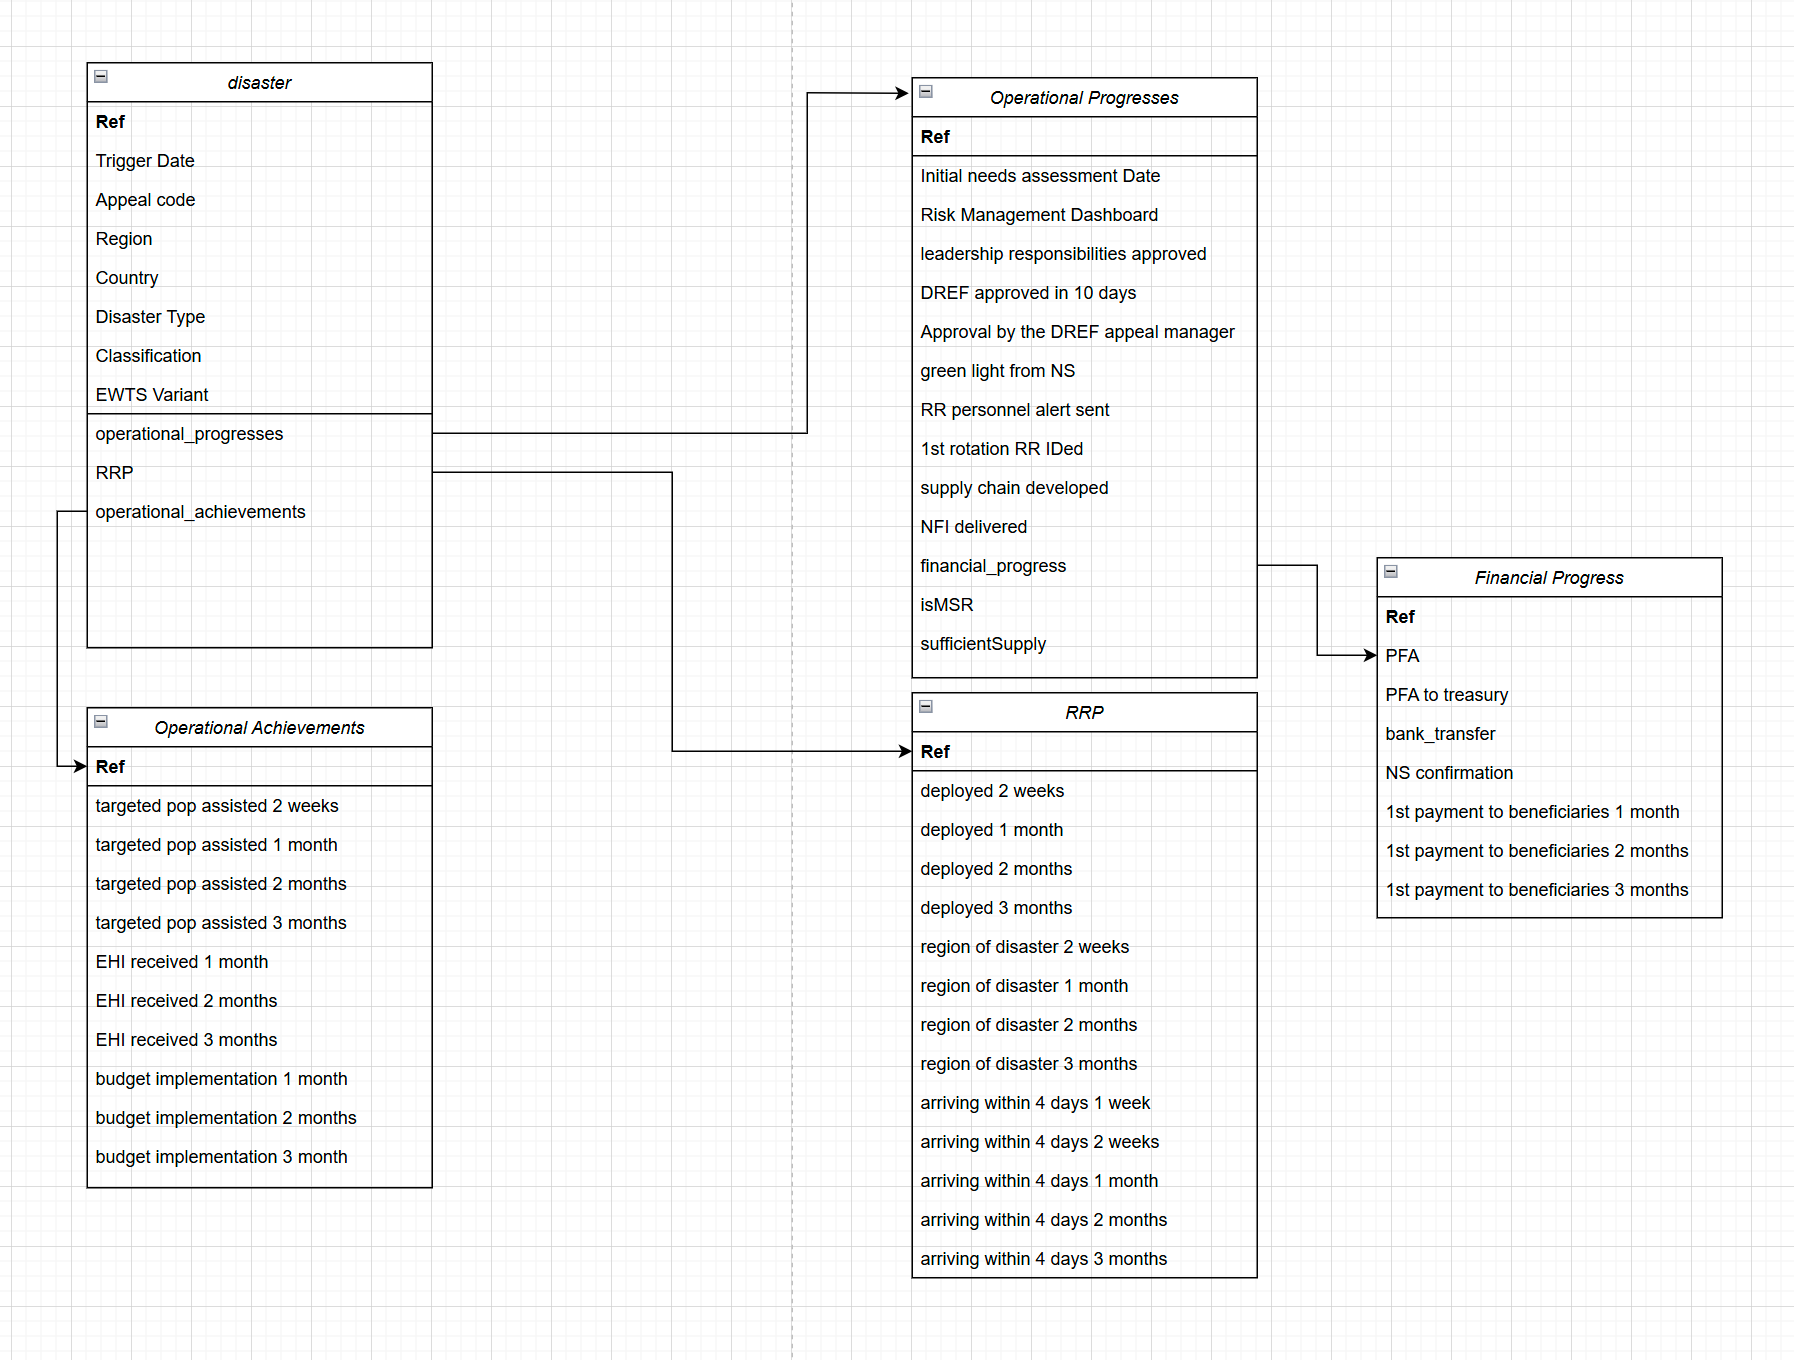 disaster
Ref
Trigger Date
Appeal code
Region
Country
Disaster Type
Classification
EWTS Variant
operational_progresses
RRP
operational_achievements
Operational Achievements
Ref
targeted pop assisted 2 weeks
targeted pop assisted 1 month
targeted pop assisted 2 months
targeted pop assisted 3 months
EHI received 1 month
EHI received 2 months
EHI received 3 months
budget implementation 1 month
budget implementation 2 months
budget implementation 3 month
Operational Progresses
Ref
Initial needs assessment Date
Risk Management Dashboard
leadership responsibilities approved
DREF approved in 10 days
Approval by the DREF appeal manager
green light from NS
RR personnel alert sent
1st rotation RR IDed
supply chain developed
NFI delivered
financial_progress
isMSR
sufficientSupply
RRP
Ref
deployed 2 weeks
deployed 1 month
deployed 2 months
deployed 3 months
region of disaster 2 weeks
region of disaster 1 month
region of disaster 2 months
region of disaster 3 months
arriving within 4 days 1 week
arriving within 4 days 2 weeks
arriving within 4 days 1 month
arriving within 4 days 2 months
arriving within 4 days 3 months
Financial Progress
Ref
PFA
PFA to treasury
bank_transfer
NS confirmation
1st payment to beneficiaries 1 month
1st payment to beneficiaries 2 months
1st payment to beneficiaries 3 months